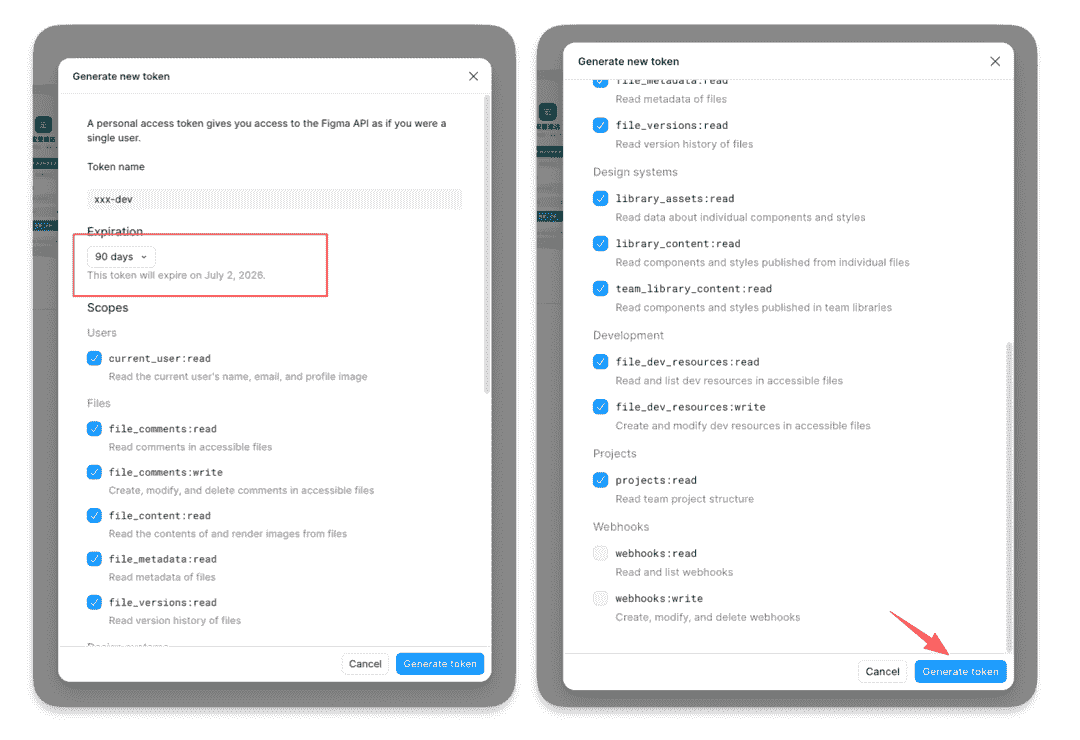 Generate new token
A personal access token gives you access to the Figma API as if you were a
single user.
Token name
xxx-dev
Expiration
90 days
This token will expire on July 2, 2026.
Scopes
Users
current_user:read
Read the current user's name, email, and profile image
Files
file_comments:read
Read comments in accessible files
file_comments:write
Create, modify, and delete comments in accessible files
file_content:read
Read the contents of and render images from files
file_metadata:read
Read metadata of files
file_versions:read
Read version history of files
Design systems
Cancel
Generate token
Generate new token
file_metadata:read
Read metadata of files
file_versions:read
Read version history of files
Design systems
library_assets:read
Read data about individual components and styles
library_content:read
Read components and styles published from individual files
team_library_content:read
Read components and styles published in team libraries
Development
file_dev_resources:read
Read and list dev resources in accessible files
file_dev_resources:write
Create and modify dev resources in accessible files
Projects
projects:read
Read team project structure
Webhooks
webhooks:read
Read and list webhooks
webhooks:write
Create, modify, and delete webhooks
Cancel
Generate token